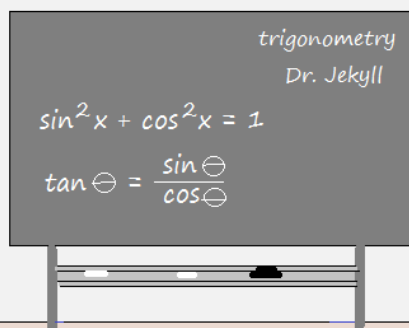 trigonometry
Dr. Jekyll
sin²x + cos²x = 1
tan Θ = sin Θ / cos Θ